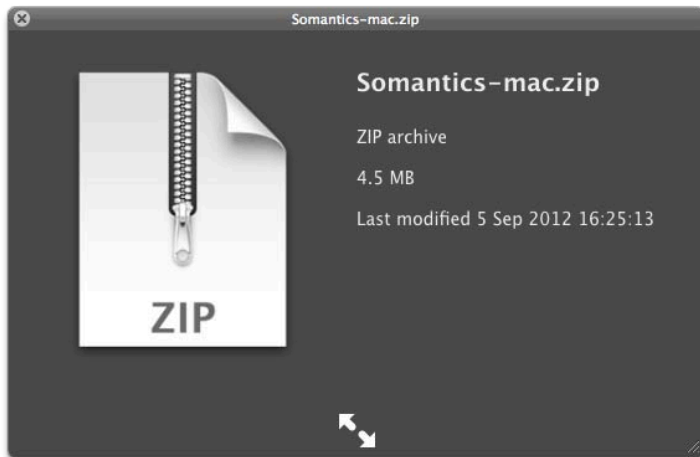 Somantics-mac.zip
ZIP
Somantics-mac.zip
ZIP archive
4.5 MB
Last modified 5 Sep 2012 16:25:13